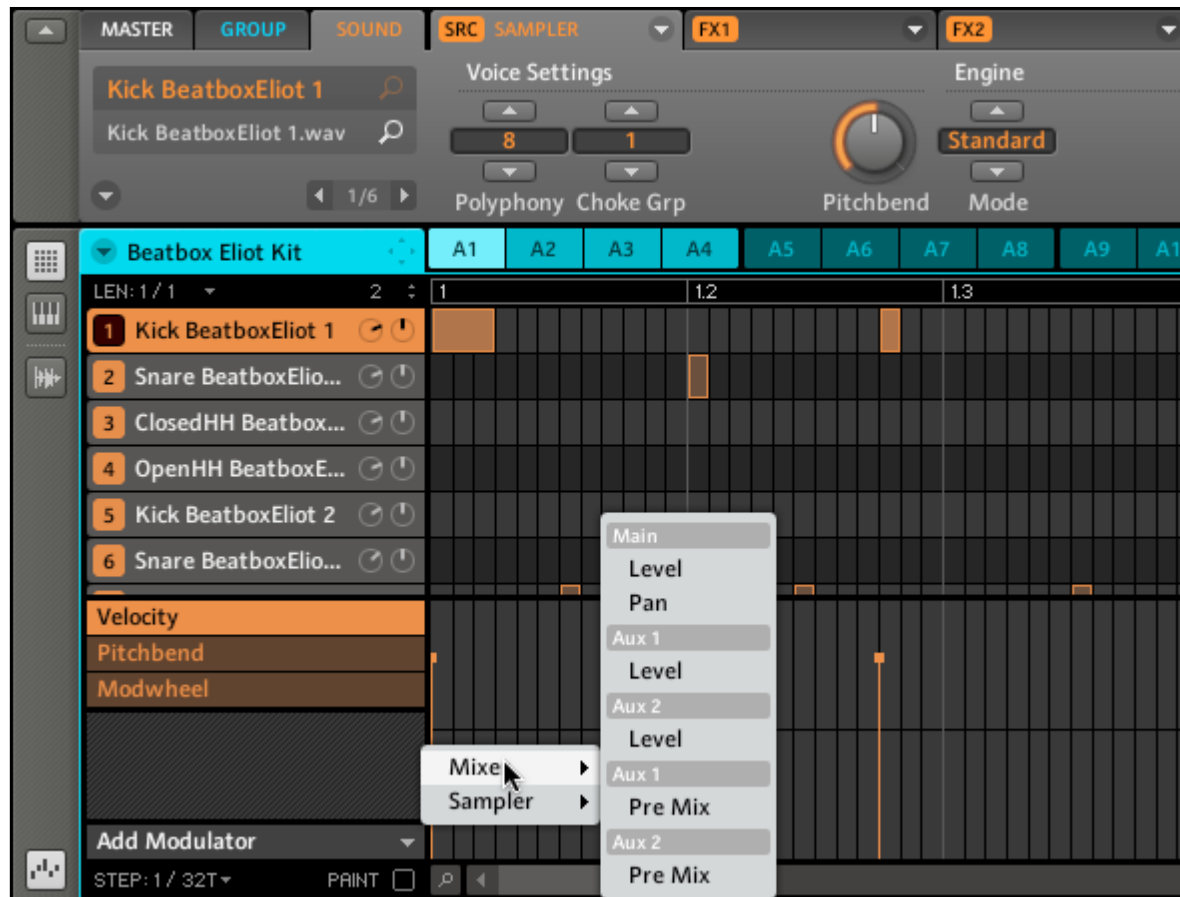 MASTER GROUP SOUND SRC SAMPLER FX1 FX2
Kick BeatboxEliot 1
Kick BeatboxEliot 1.wav
1/6
Voice Settings
8 1
Polyphony Choke Grp
Pitchbend
Engine
Standard
Mode
Beatbox Eliot Kit A1 A2 A3 A4 A5 A6 A7 A8 A9
LEN: 1 / 1 2 1 1.2 1.3
1 Kick BeatboxEliot 1
2 Snare BeatboxElio...
3 ClosedHH Beatbox...
4 OpenHH BeatboxE...
5 Kick BeatboxEliot 2
6 Snare BeatboxElio...
Velocity
Pitchbend
Modwheel
Add Modulator
STEP: 1 / 32T PAINT
Mixe
Sampler
Main
Level
Pan
Aux 1
Level
Aux 2
Level
Aux 1
Pre Mix
Aux 2
Pre Mix